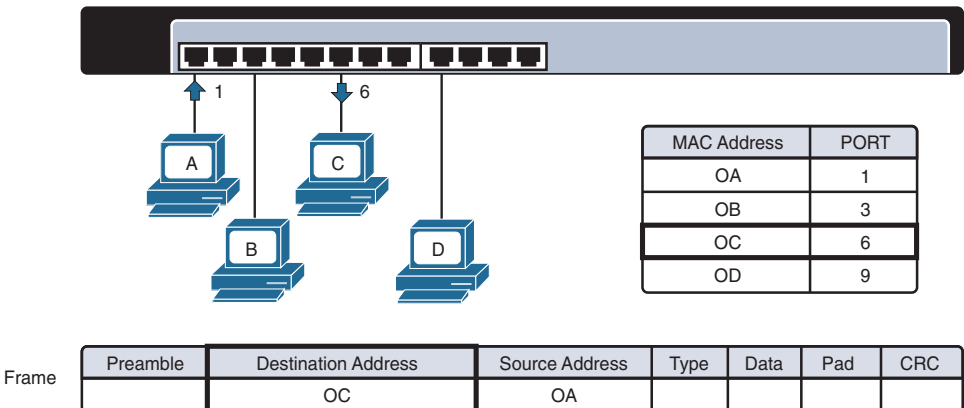 1
6
A
C
B
D
MAC Address PORT
OA 1
OB 3
OC 6
OD 9
Frame
Preamble Destination Address Source Address Type Data Pad CRC
OC OA